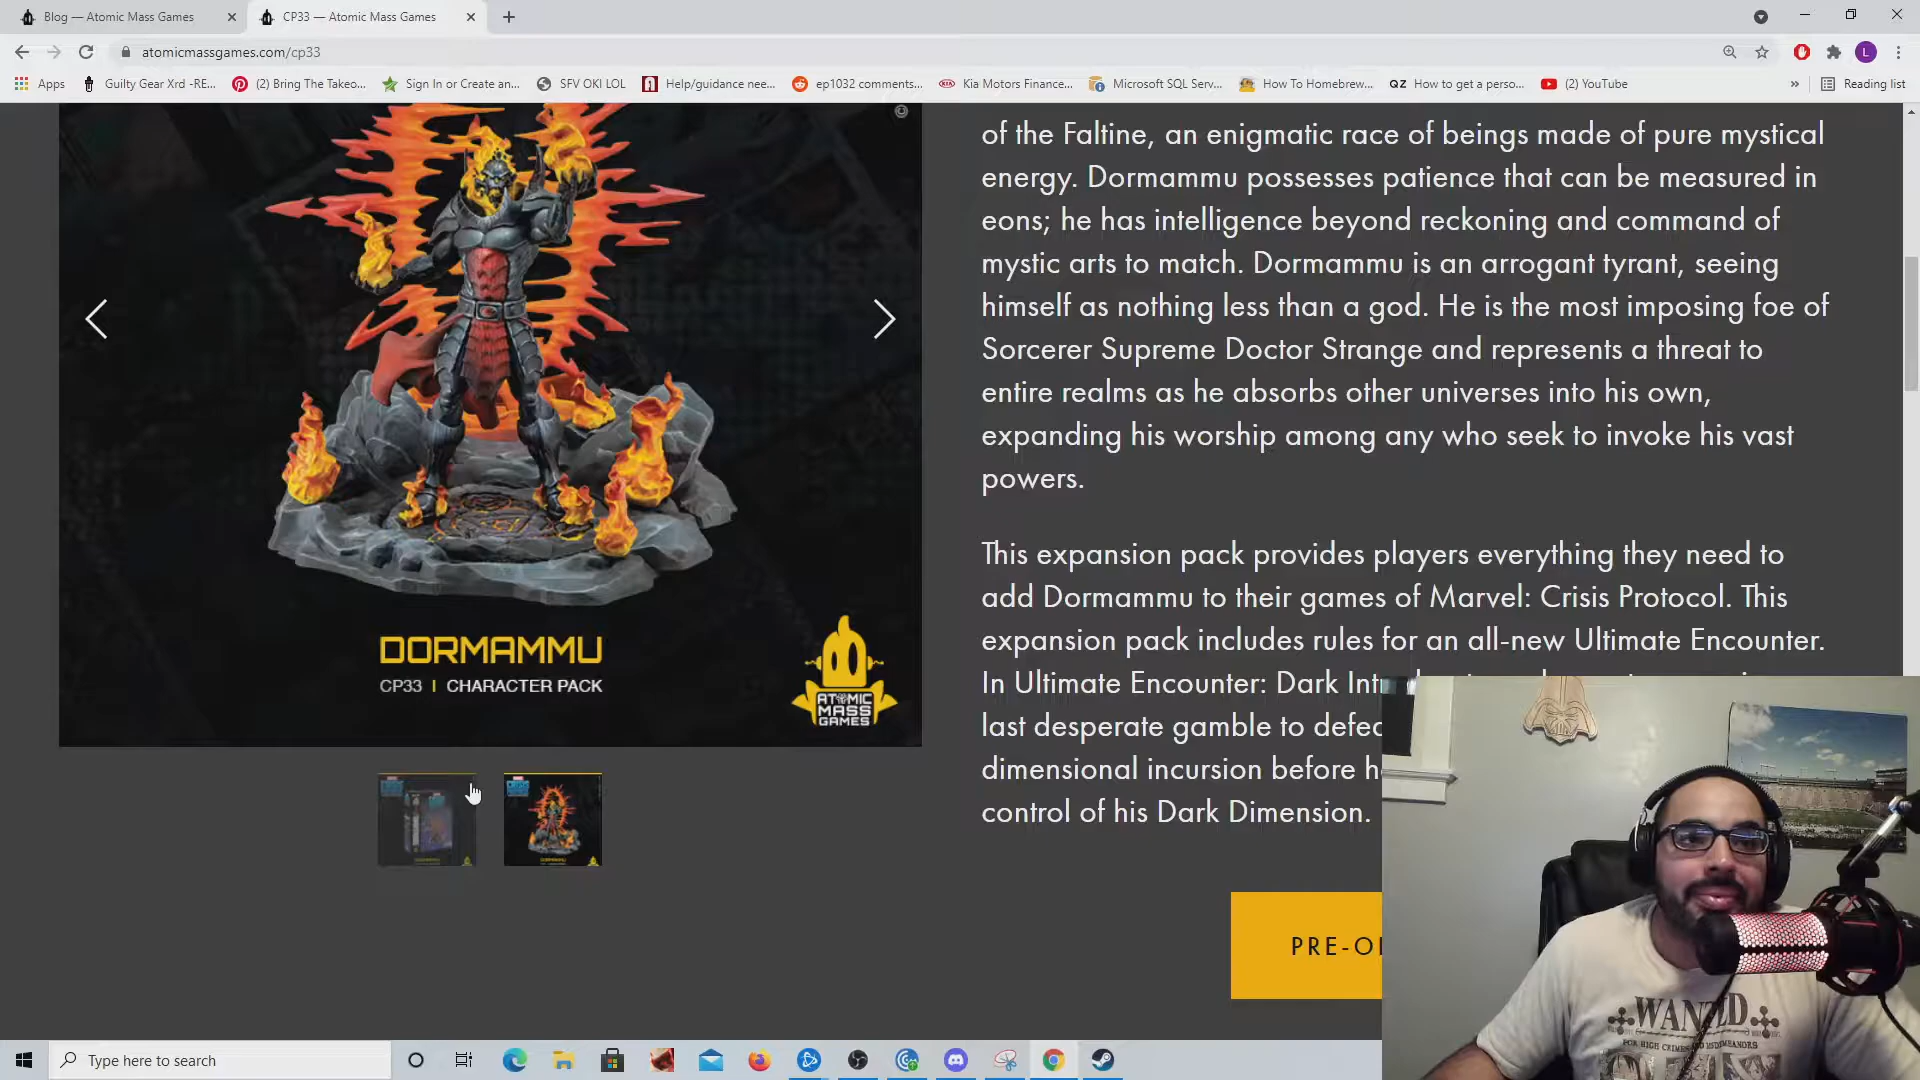 Blog — Atomic Mass Games
CP33 — Atomic Mass Games
atomicmassgames.com/cp33
Apps
Guilty Gear Xrd -RE...
(2) Bring The Takeo...
Sign In or Create an...
SFV OKI LOL
Help/guidance nee...
ep1032 comments...
Kia Motors Finance...
Microsoft SQL Serv...
How To Homebrew...
QZ How to get a perso...
(2) YouTube
»
Reading list
L
of the Faltine, an enigmatic race of beings made of pure mystical
energy. Dormammu possesses patience that can be measured in
eons; he has intelligence beyond reckoning and command of
mystic arts to match. Dormammu is an arrogant tyrant, seeing
himself as nothing less than a god. He is the most imposing foe of
Sorcerer Supreme Doctor Strange and represents a threat to
entire realms as he absorbs other universes into his own,
expanding his worship among any who seek to invoke his vast
powers.
This expansion pack provides players everything they need to
add Dormammu to their games of Marvel: Crisis Protocol. This
expansion pack includes rules for an all-new Ultimate Encounter.
In Ultimate Encounter: Dark
last desperate gamble to
dimensional incursion before
control of his Dark Dimension.
DORMAMMU
CP33 | CHARACTER PACK
ATOMIC
MASS
GAMES
WANTED
FOR HIGH CRIMES AND MISDEMEANORS
Type here to search